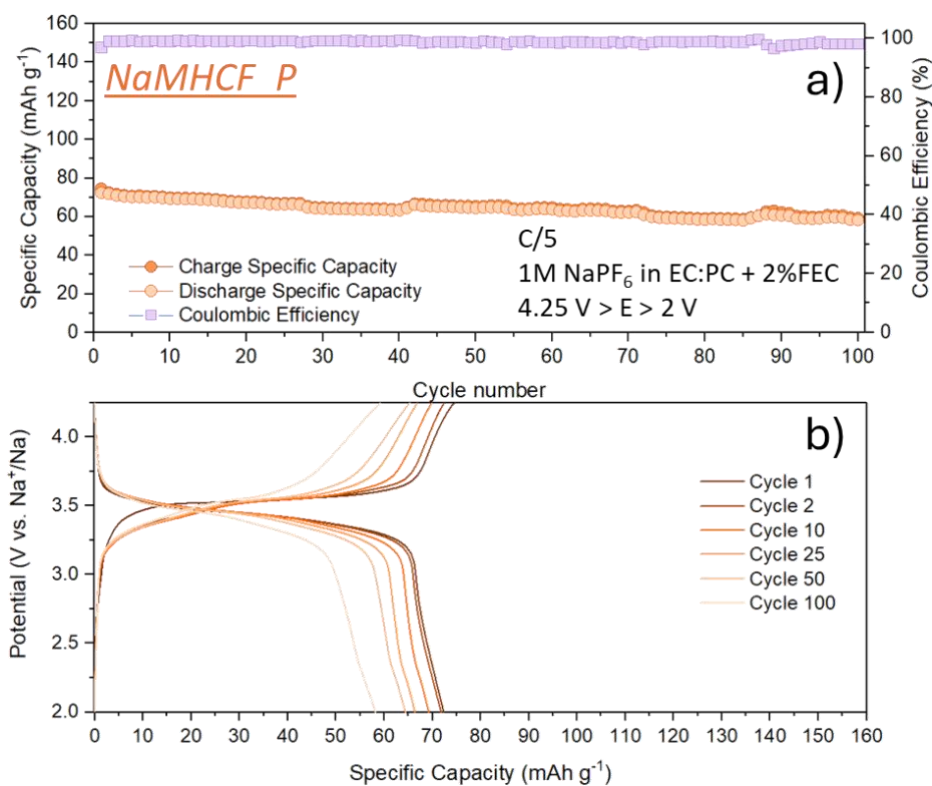 160
140
120
100
80
60
40
20
0
Specific Capacity (mAh g⁻¹)
NaMHCF P
a)
100
80
60
40
20
0
Coulombic Efficiency (%)
Charge Specific Capacity
Discharge Specific Capacity
Coulombic Efficiency
C/5
1M NaPF₆ in EC:PC + 2%FEC
4.25 V > E > 2 V
0 10 20 30 40 50 60 70 80 90 100
Cycle number
4.0
3.5
3.0
2.5
2.0
Potential (V vs. Na⁺/Na)
b)
Cycle 1
Cycle 2
Cycle 10
Cycle 25
Cycle 50
Cycle 100
0 10 20 30 40 50 60 70 80 90 100 110 120 130 140 150 160
Specific Capacity (mAh g⁻¹)